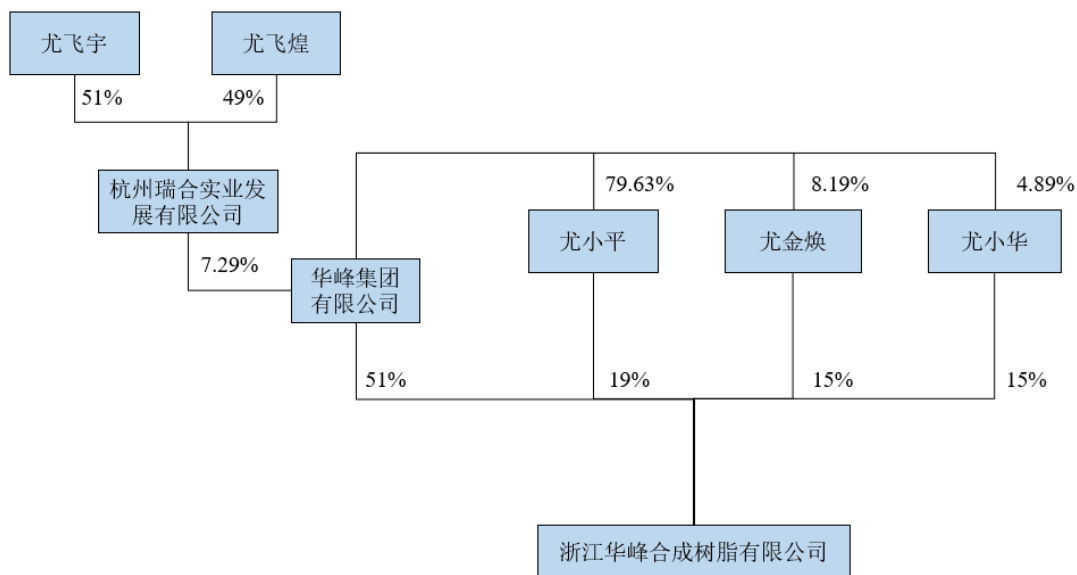 尤飞宇
尤飞煌
51%
49%
杭州瑞合实业发
展有限公司
79.63%
8.19%
4.89%
尤小平
尤金焕
尤小华
7.29%
华峰集团
有限公司
51%
19%
15%
15%
浙江华峰合成树脂有限公司